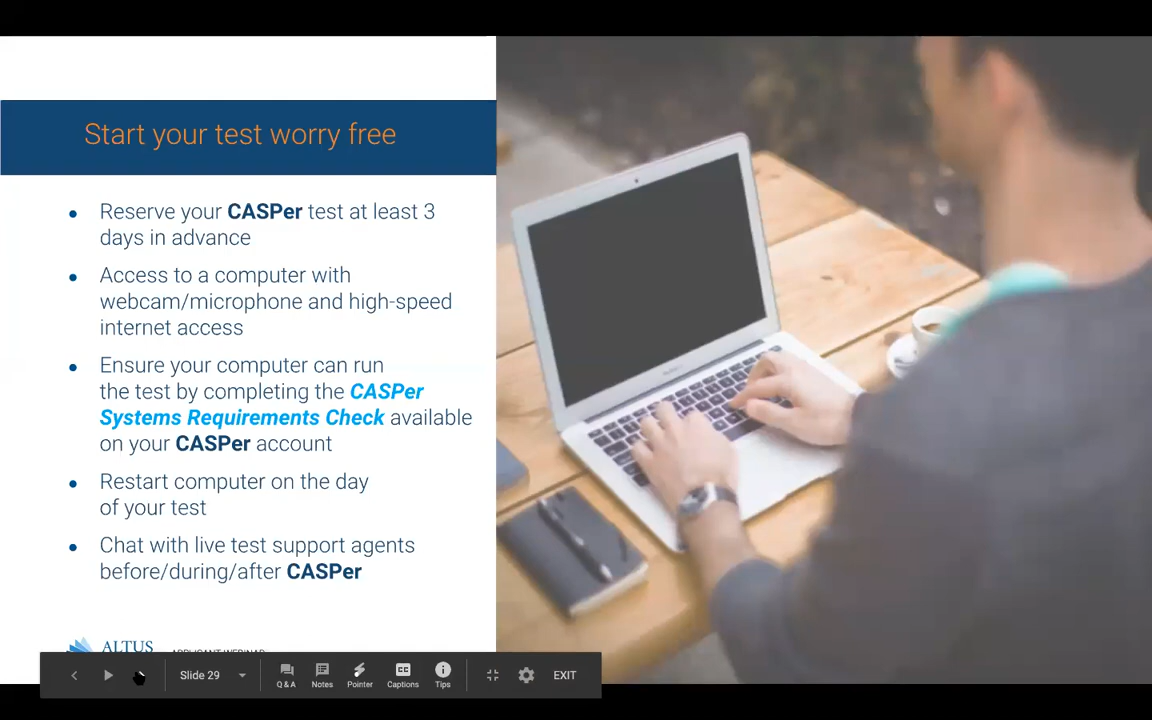 Start your test worry free
Reserve your CASPer test at least 3
days in advance
Access to a computer with
webcam/microphone and high-speed
internet access
Ensure your computer can run
the test by completing the CASPer
Systems Requirements Check available
on your CASPer account
Restart computer on the day
of your test
Chat with live test support agents
before/during/after CASPer
ALTUS
APPLICANT WEBINAR
Slide 29
Q & A
Notes
Pointer
CC
Captions
Tips
EXIT